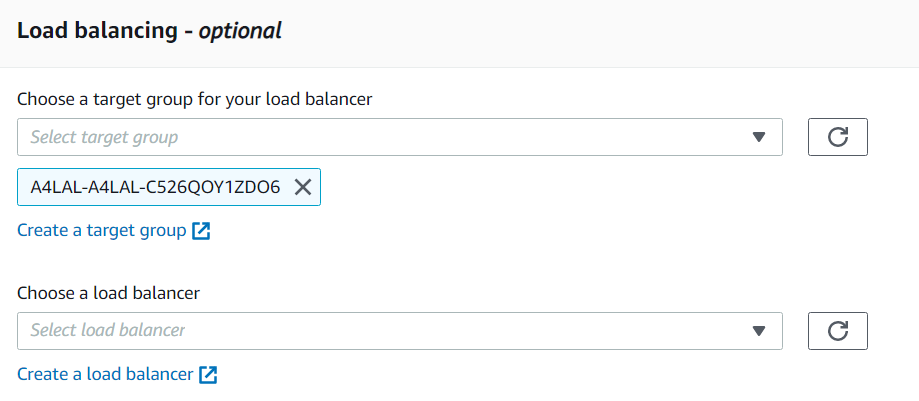 Load balancing - optional
Choose a target group for your load balancer
Select target group
A4LAL-A4LAL-C526QOY1ZDO6
Create a target group
Choose a load balancer
Select load balancer
Create a load balancer